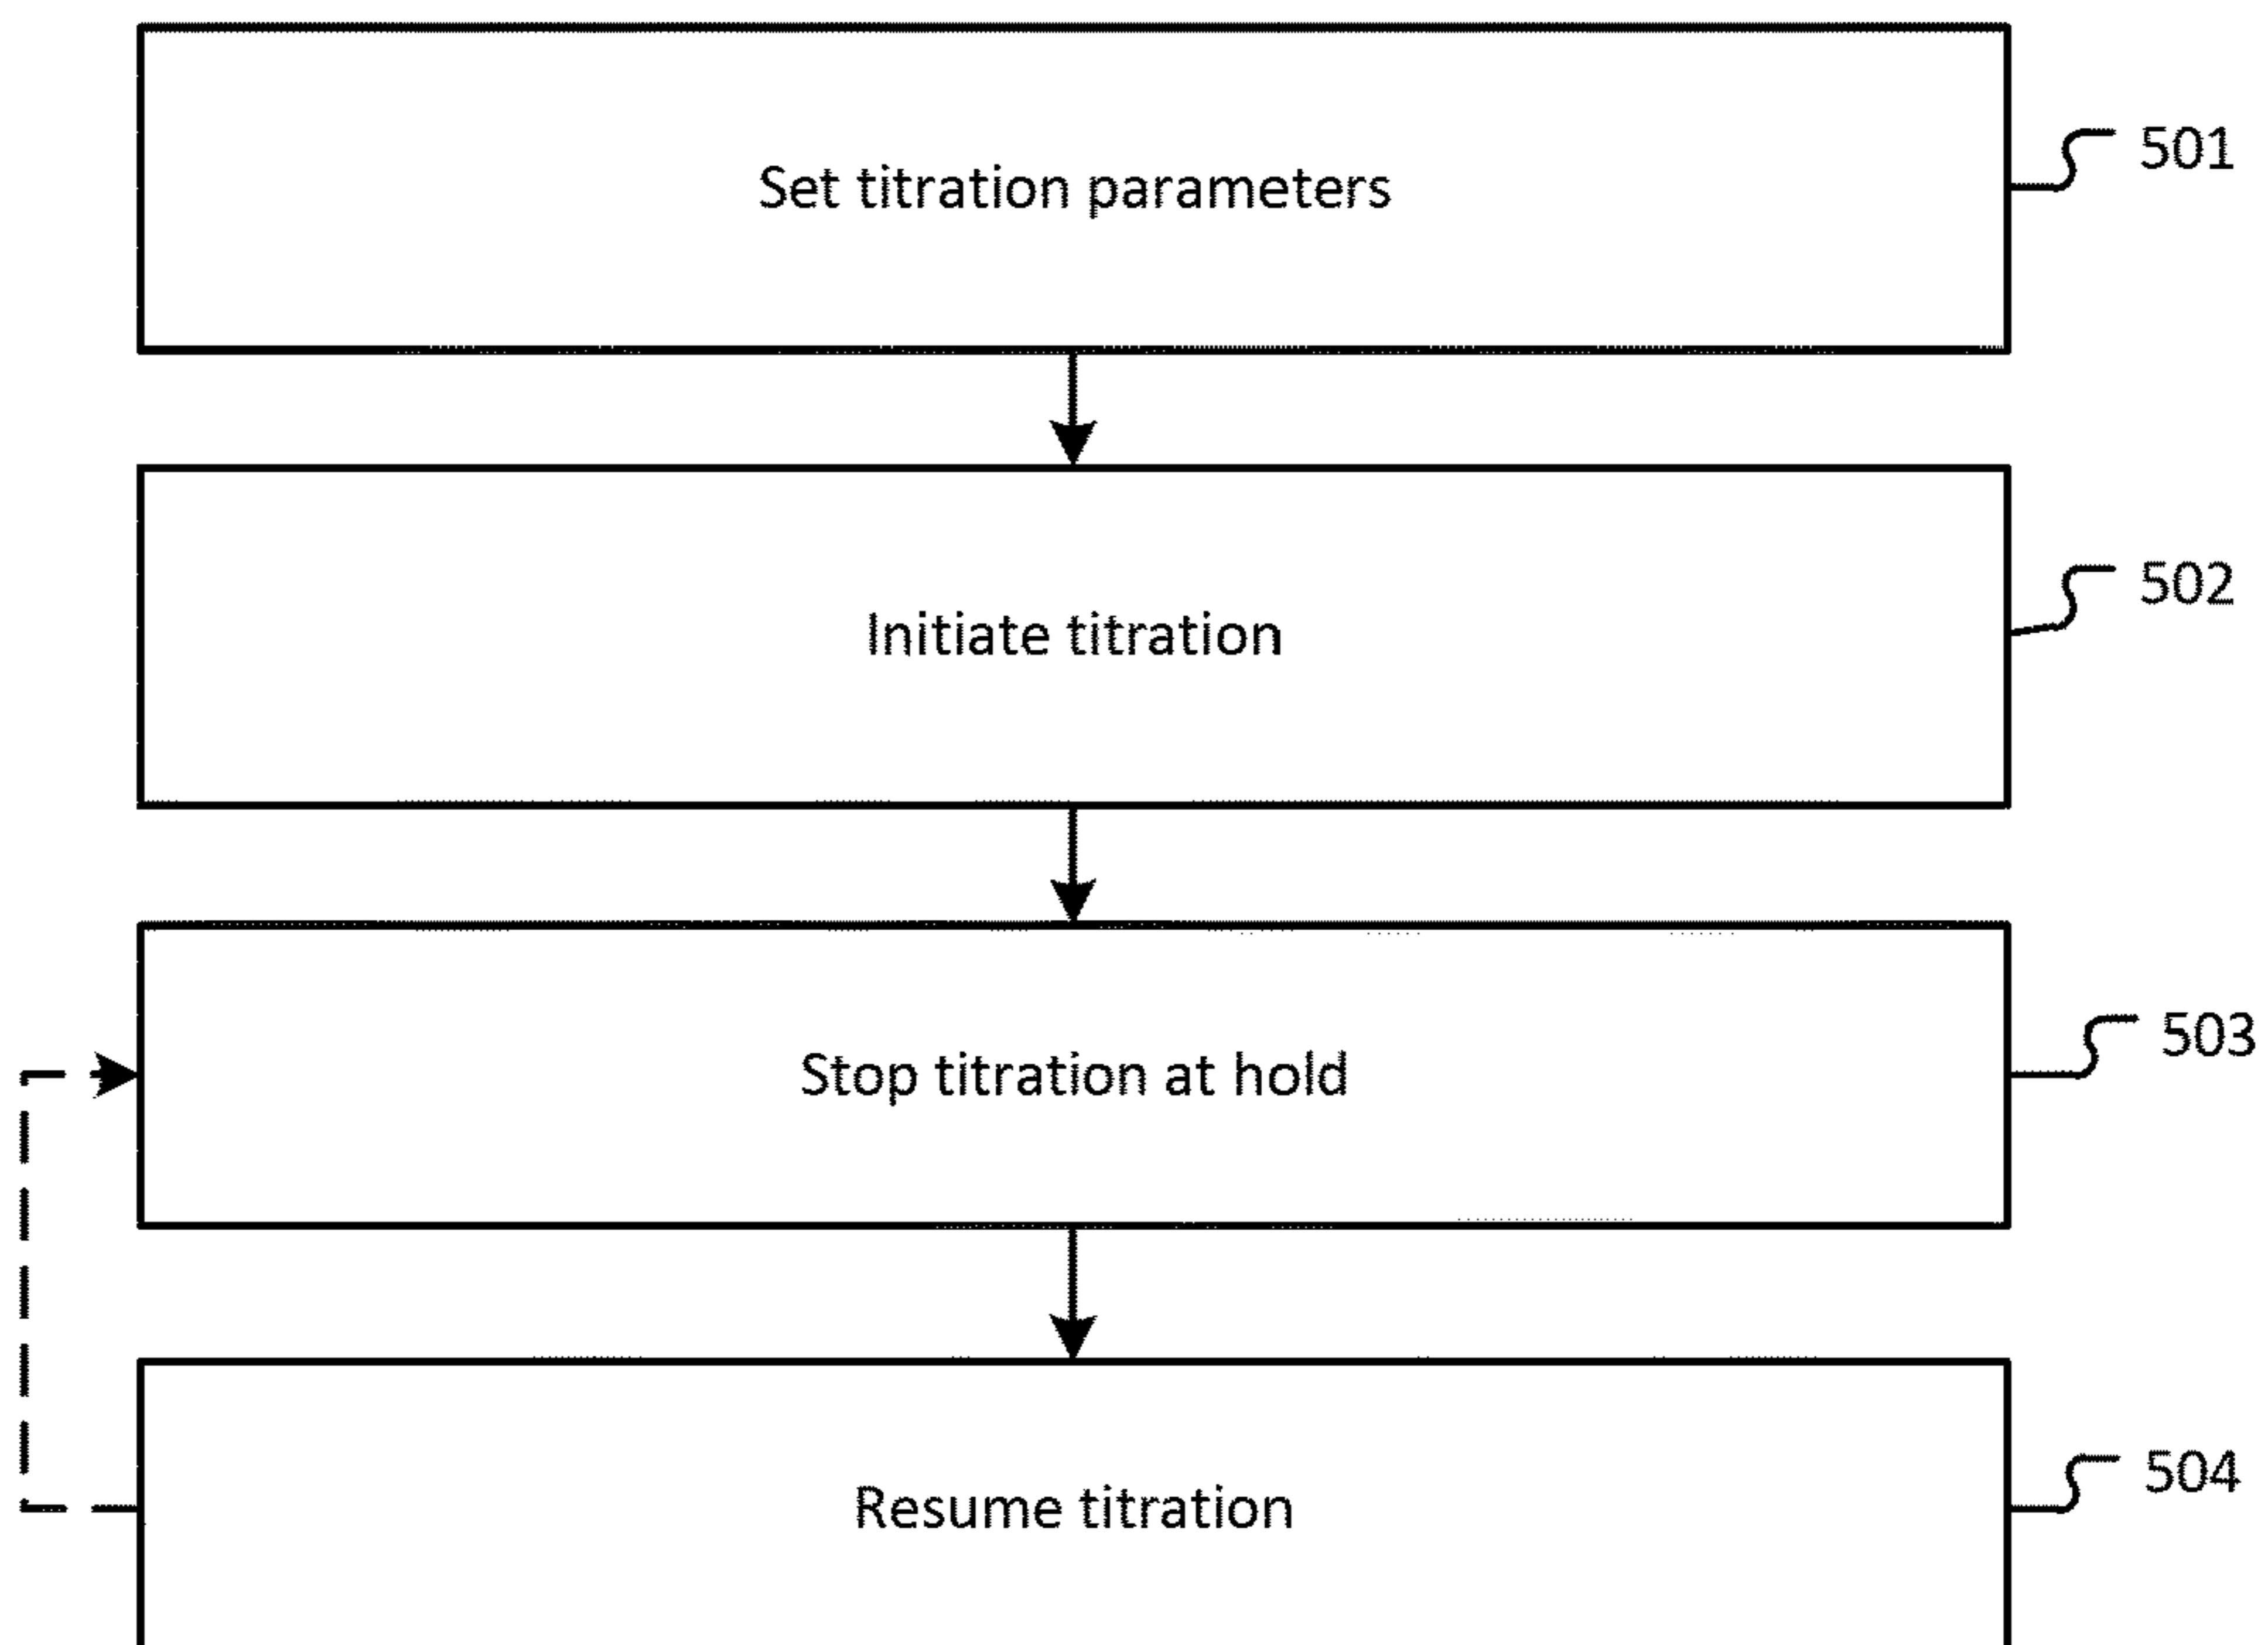 Set titration parameters
501
Initiate titration
502
Stop titration at hold
503
Resume titration
504